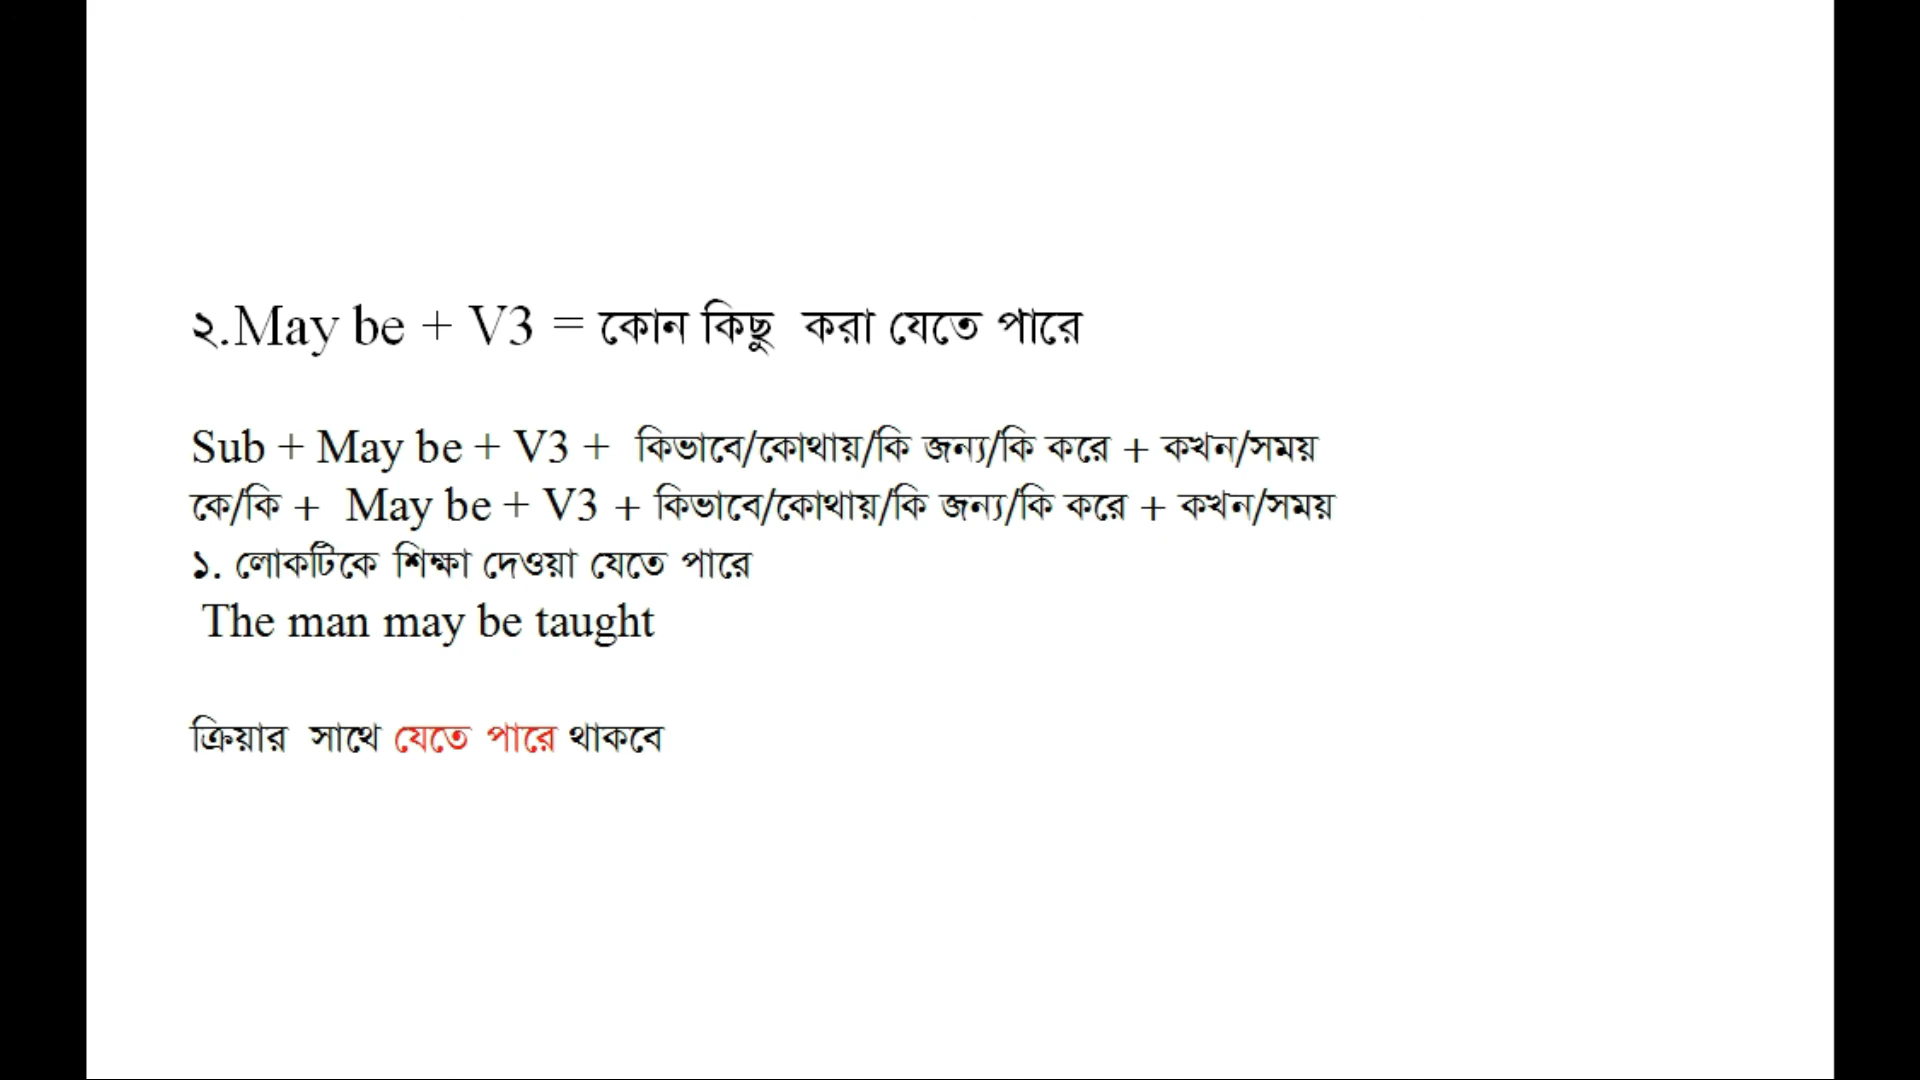 ২.May be + V3 = কোন কিছু করা যেতে পারে
Sub + May be + V3 + কিভাবে/কোথায়/কি জন্য/কি করে + কখন/সময়
কে/কি + May be + V3 + কিভাবে/কোথায়/কি জন্য/কি করে + কখন/সময়
১. লোকটিকে শিক্ষা দেওয়া যেতে পারে
The man may be taught
ক্রিয়ার সাথে যেতে পারে থাকবে